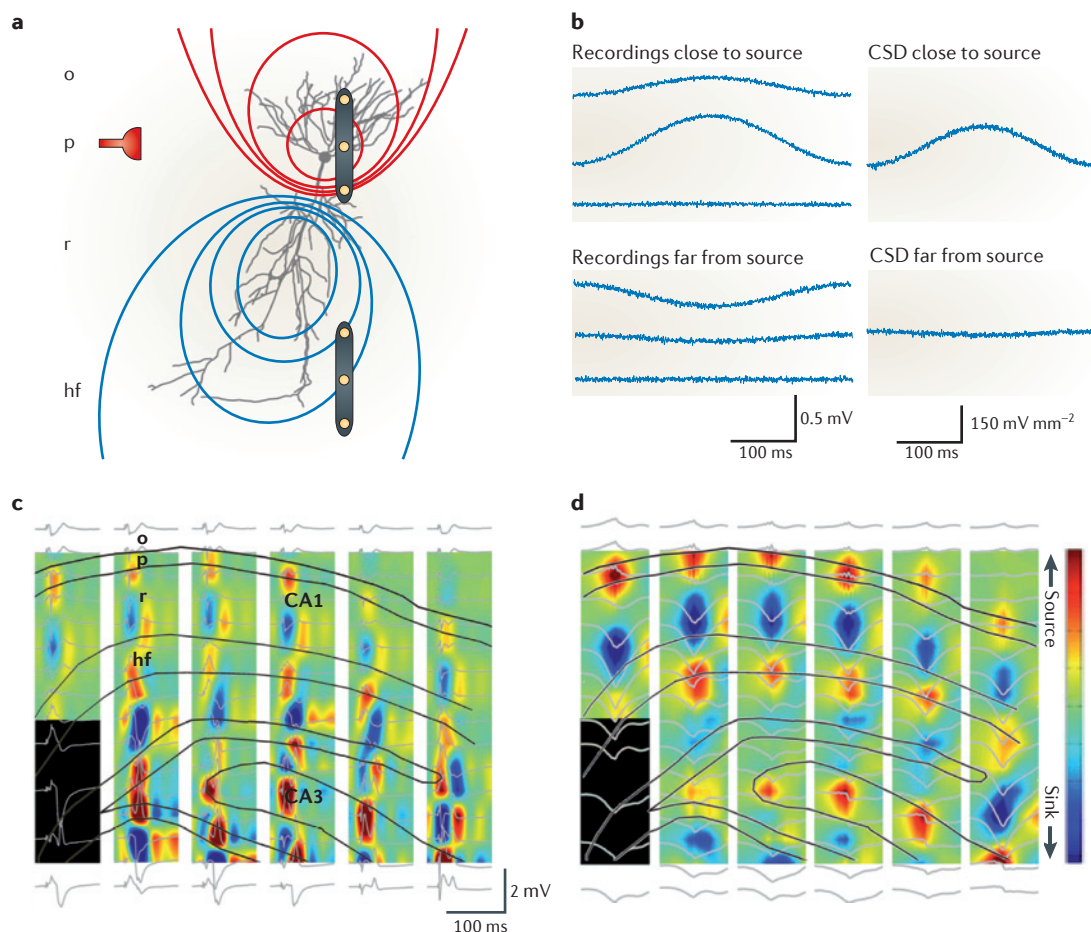 a
o
p
r
hf
b
Recordings close to source
CSD close to source
Recordings far from source
CSD far from source
0.5 mV
100 ms
150 mV mm⁻²
100 ms
c
o
p
r
CA1
hf
CA3
2 mV
100 ms
d
Source
Sink